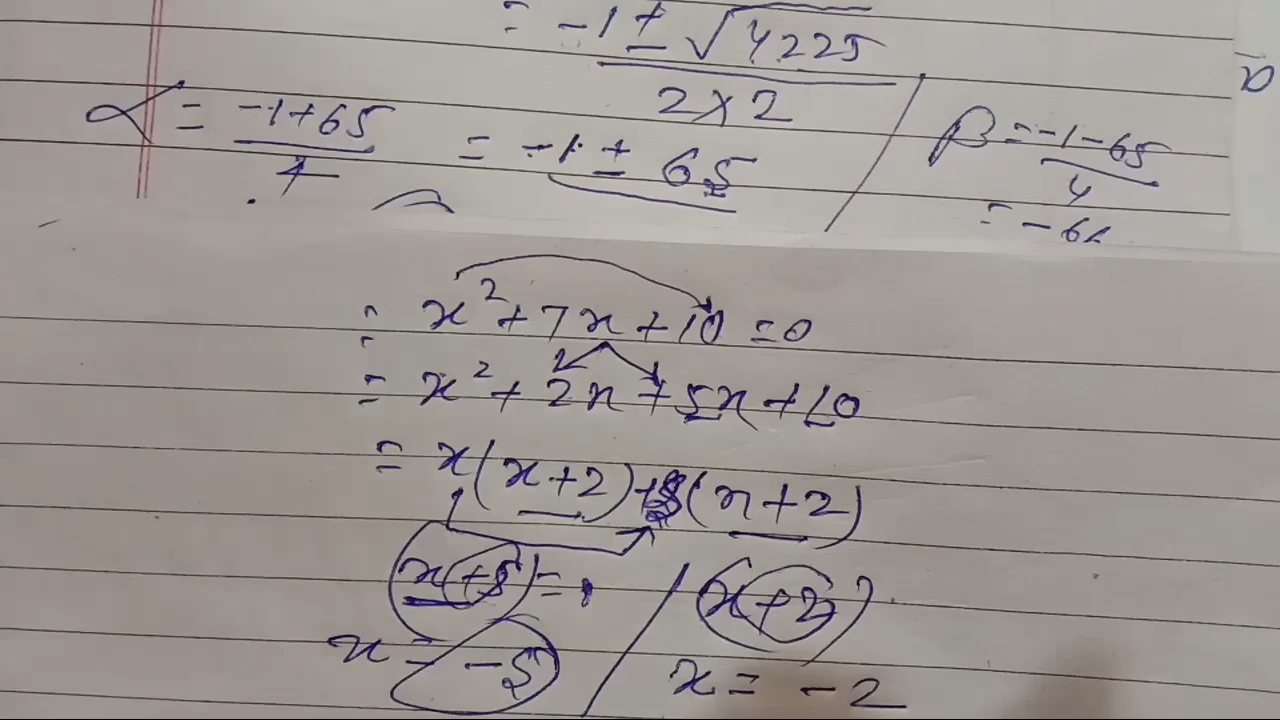 = -1 ± √4225
2 × 2
α = -1+65 / 4
= -1 ± 65
β = -1-65 / 4
= -66
: x² + 7x + 10 = 0
= x² + 2x + 5x + 10
= x(x+2)+5(x+2)
(x+5) =
(x+2)
x = -5
x = -2